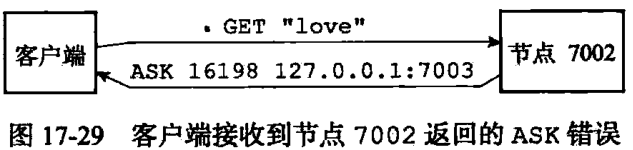 GET "love"
客户端
节点 7002
ASK 16198 127.0.0.1:7003
图 17-29 客户端接收到节点 7002 返回的 ASK 错误